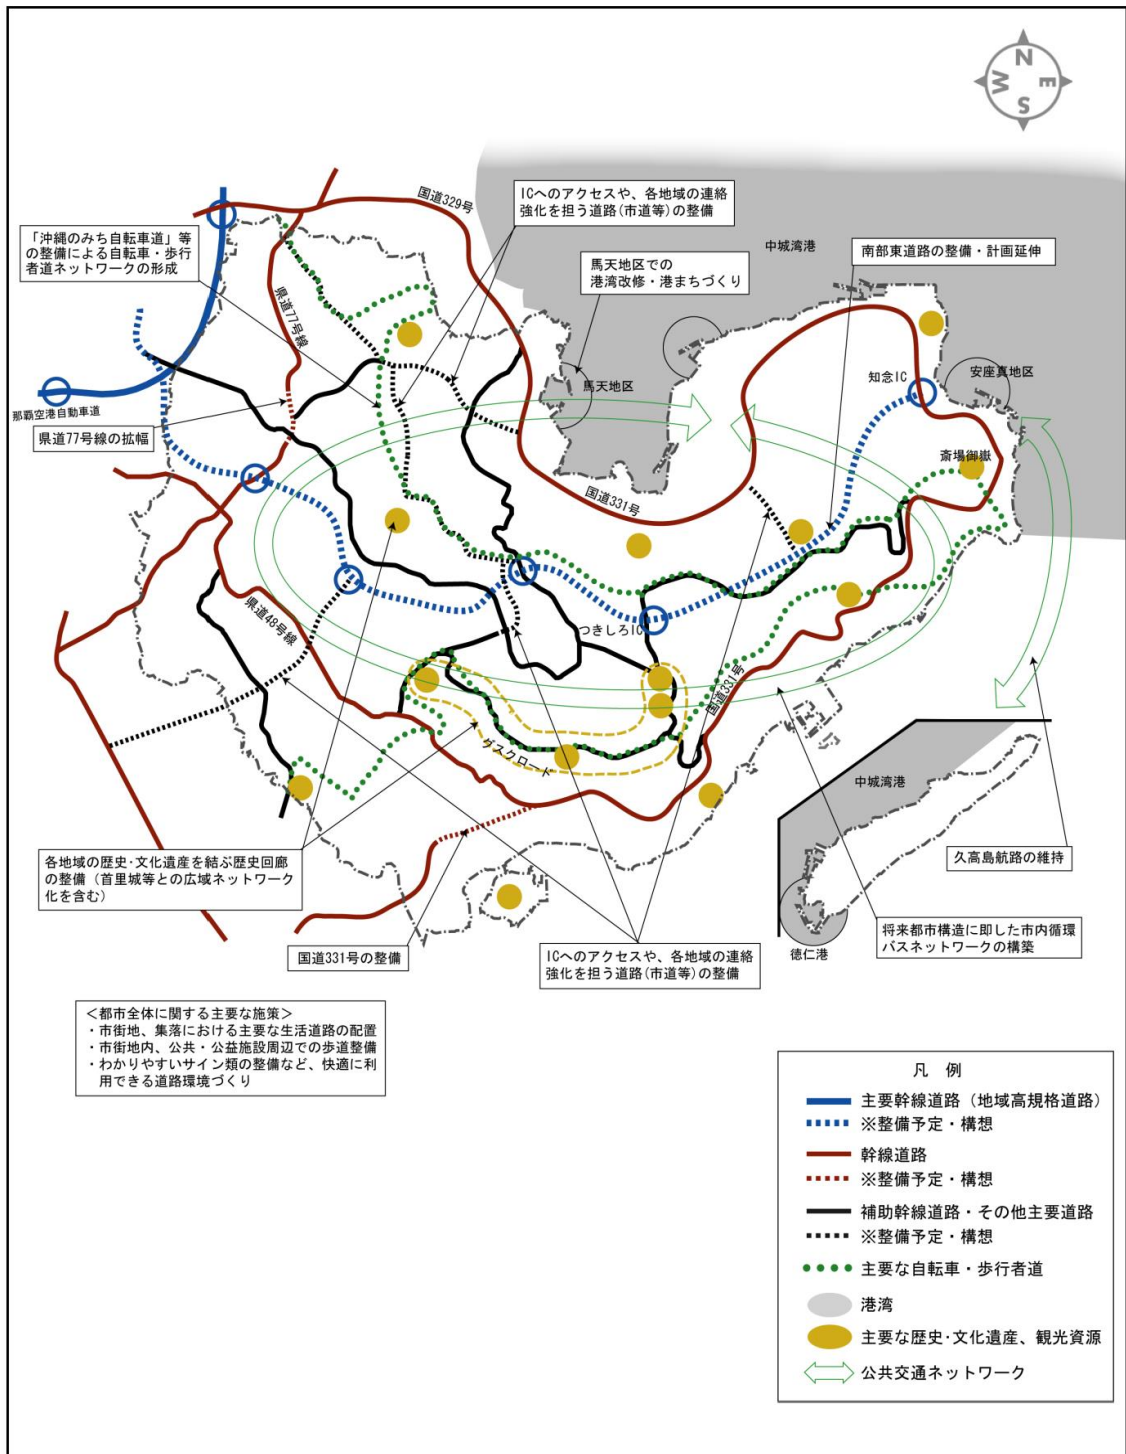 N
W
E
S
国道329号
ICへのアクセスや、各地域の連絡
強化を担う道路(市道等)の整備
「沖縄のみち自転車道」等
の整備による自転車・歩行
者道ネットワークの形成
中城湾港
南部東道路の整備・計画延伸
馬天地区での
港湾改修・港まちづくり
県道77号線
馬天地区
知念IC
安座真地区
那覇空港自動車道
県道77号線の拡幅
斎場御嶽
国道331号
県道48号線
つきしろIC
国道331号
グスクロード
中城湾港
各地域の歴史・文化遺産を結ぶ歴史回廊
の整備（首里城等との広域ネットワーク
化を含む）
久高島航路の維持
国道331号の整備
ICへのアクセスや、各地域の連絡
強化を担う道路(市道等)の整備
徳仁港
将来都市構造に即した市内循環
バスネットワークの構築
＜都市全体に関する主要な施策＞
・市街地、集落における主要な生活道路の配置
・市街地内、公共・公益施設周辺での歩道整備
・わかりやすいサイン類の整備など、快適に利
用できる道路環境づくり
凡　例
主要幹線道路（地域高規格道路）
※整備予定・構想
幹線道路
※整備予定・構想
補助幹線道路・その他主要道路
※整備予定・構想
主要な自転車・歩行者道
港湾
主要な歴史・文化遺産、観光資源
公共交通ネットワーク